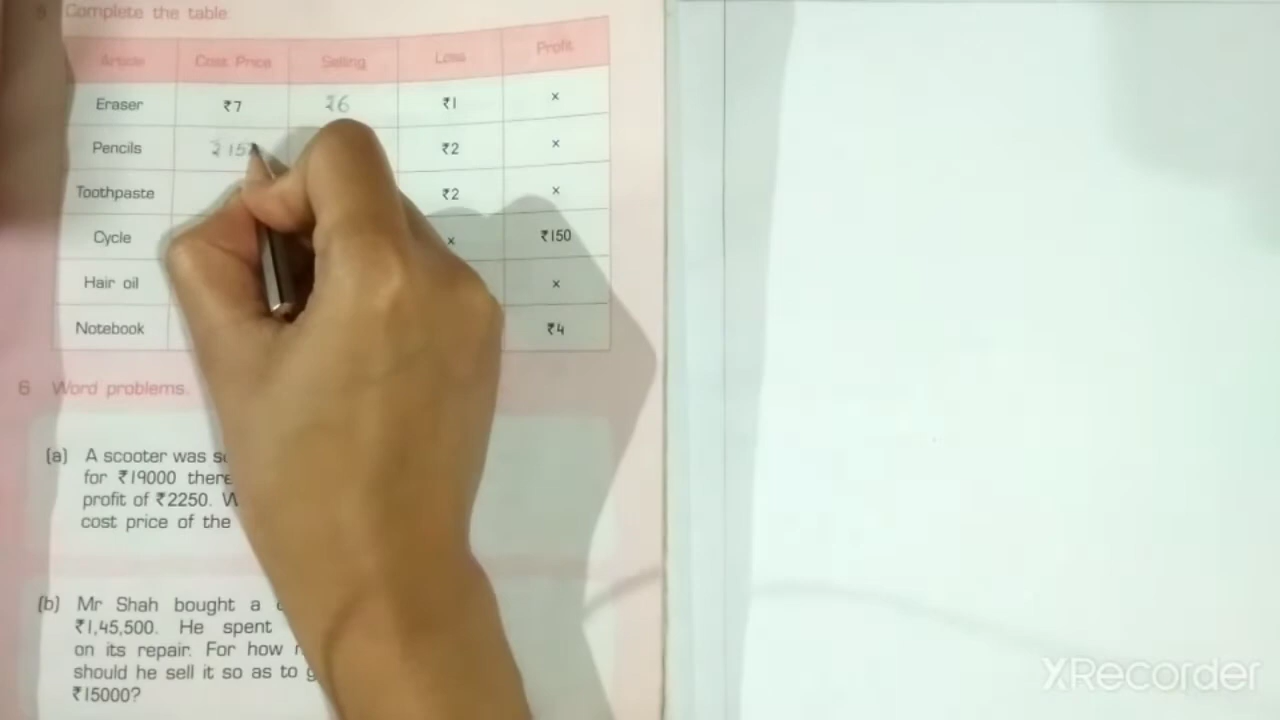 Complete the table
Article Cost Price Selling Loss Profit
Eraser ₹7 ₹6 ₹1 ×
Pencils ₹15 ₹2 ×
Toothpaste ₹2 ×
Cycle × ₹150
Hair oil ×
Notebook ₹4
6 Word problems.
(a) A scooter was
for ₹19000
profit of ₹2250.
cost price of the
(b) Mr Shah bought a
₹1,45,500. He spent
on its repair. For how
should he sell it so as to
₹15000?
XRecorder